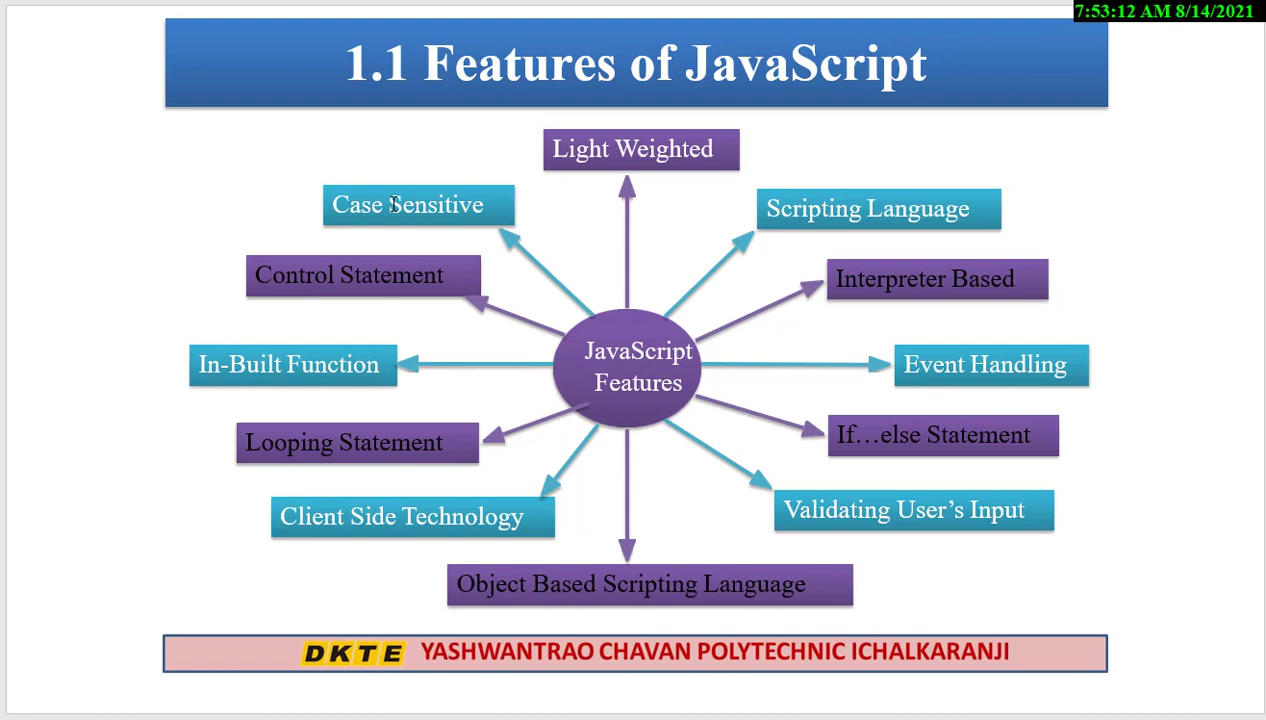 7:53:12 AM 8/14/2021
1.1 Features of JavaScript
Light Weighted
Case Sensitive
Scripting Language
Control Statement
Interpreter Based
JavaScript
Features
In-Built Function
Event Handling
Looping Statement
If…else Statement
Client Side Technology
Validating User’s Input
Object Based Scripting Language
DKTE YASHWANTRAO CHAVAN POLYTECHNIC ICHALKARANJI